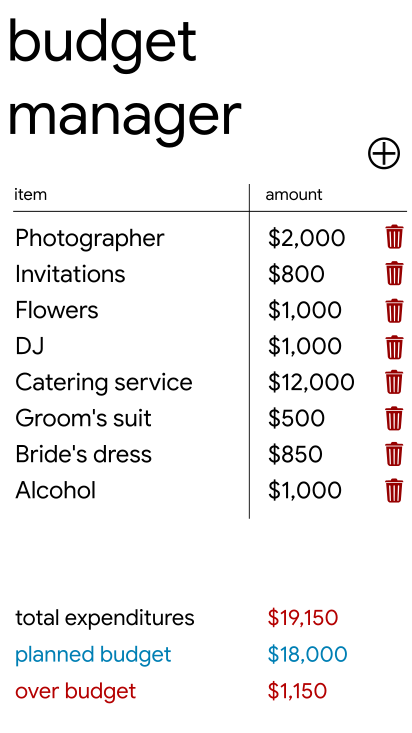 budget
manager
item amount
Photographer $2,000
Invitations $800
Flowers $1,000
DJ $1,000
Catering service $12,000
Groom's suit $500
Bride's dress $850
Alcohol $1,000
total expenditures $19,150
planned budget $18,000
over budget $1,150